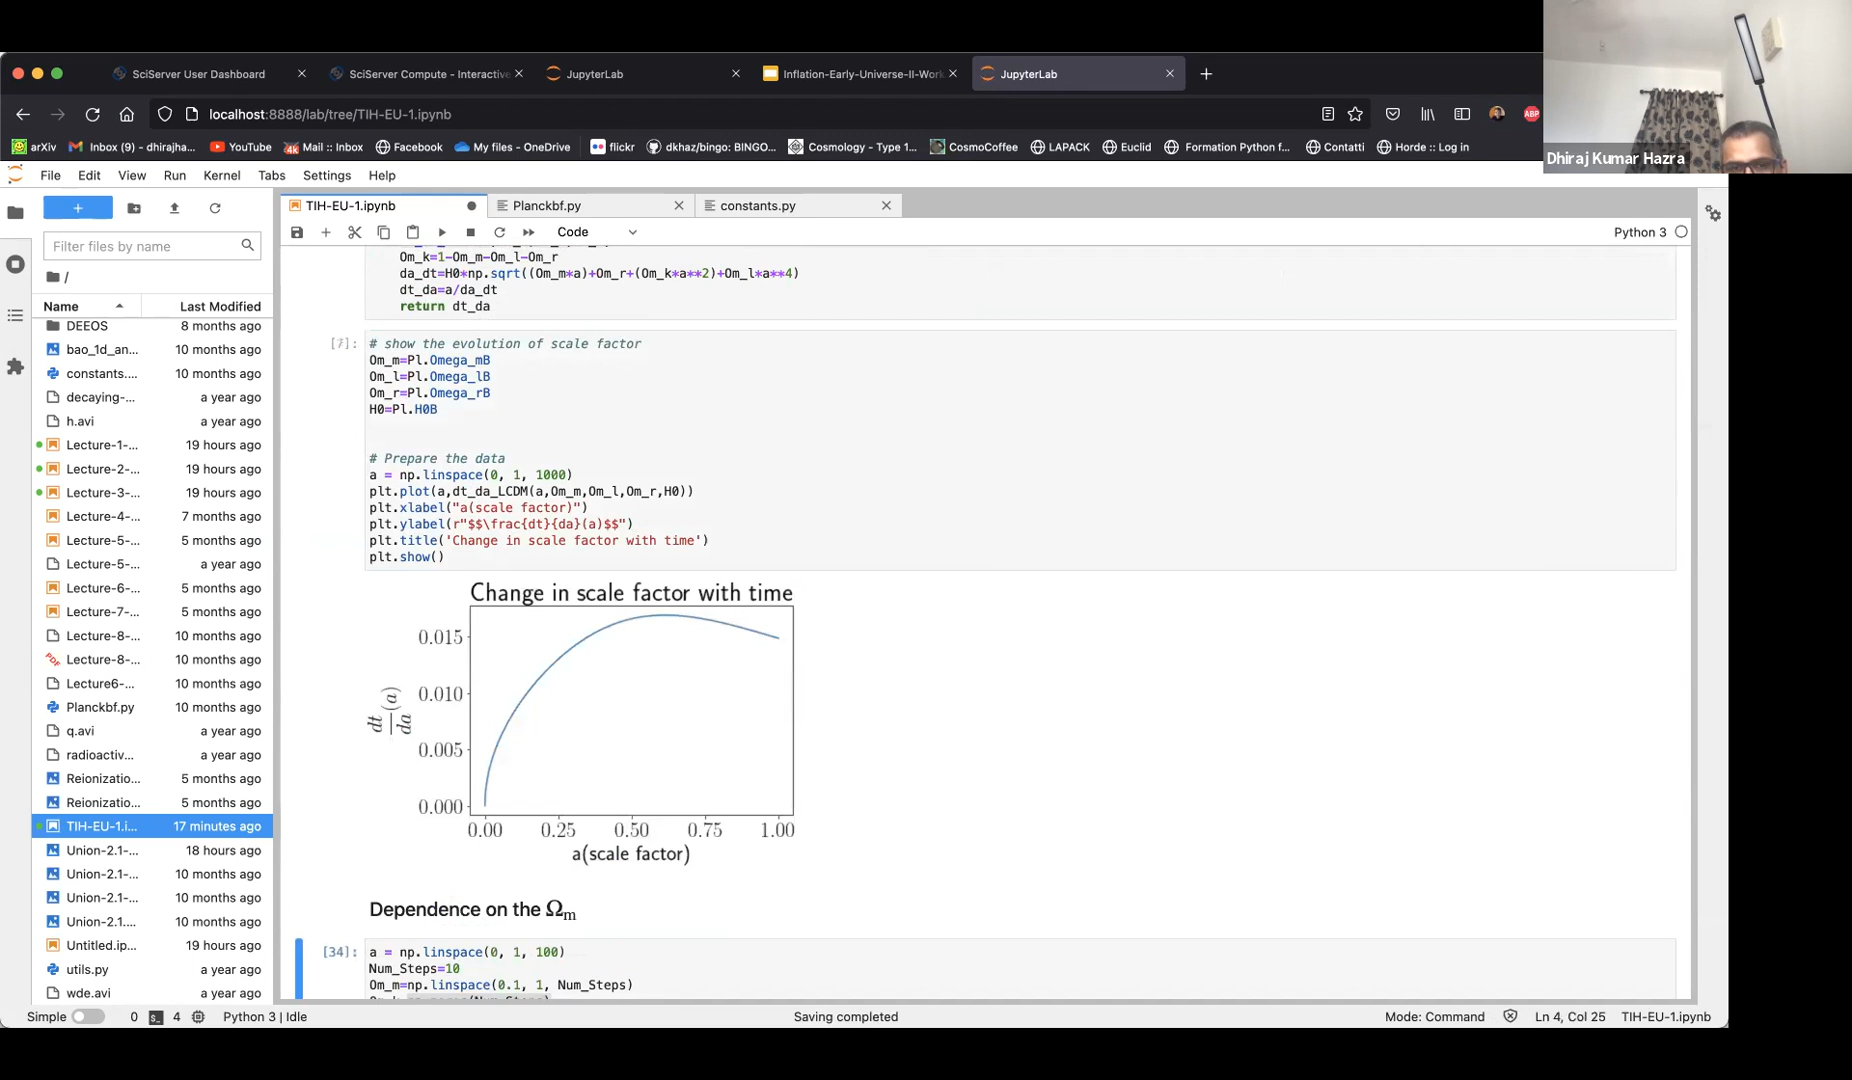 SciServer User Dashboard
SciServer Compute - Interactive
JupyterLab
Inflation-Early-Universe-II-Work
JupyterLab
localhost:8888/lab/tree/TIH-EU-1.ipynb
ABP
arXiv
Inbox (9) - dhirajha...
YouTube
Mail :: Inbox
Facebook
My files - OneDrive
flickr
dkhaz/bingo: BINGO...
Cosmology - Type 1...
CosmoCoffee
LAPACK
Euclid
Formation Python f...
Contatti
Horde :: Log in
Dhiraj Kumar Hazra
File Edit View Run Kernel Tabs Settings Help
TIH-EU-1.ipynb
Planckbf.py
constants.py
Code
Python 3
Filter files by name
/
Name Last Modified
DEEOS 8 months ago
bao_1d_an... 10 months ago
constants.... 10 months ago
decaying-... a year ago
h.avi a year ago
Lecture-1-... 19 hours ago
Lecture-2-... 19 hours ago
Lecture-3-... 19 hours ago
Lecture-4-... 7 months ago
Lecture-5-... 5 months ago
Lecture-5-... a year ago
Lecture-6-... 5 months ago
Lecture-7-... 5 months ago
Lecture-8-... 10 months ago
Lecture-8-... 10 months ago
Lecture6-... 10 months ago
Planckbf.py 10 months ago
q.avi a year ago
radioactiv... a year ago
Reionizatio... 5 months ago
Reionizatio... 5 months ago
TIH-EU-1.i... 17 minutes ago
Union-2.1-... 18 hours ago
Union-2.1-... 10 months ago
Union-2.1-... 10 months ago
Union-2.1.... 10 months ago
Untitled.ip... 19 hours ago
utils.py a year ago
wde.avi a year ago
Om_k=1-Om_m-Om_l-Om_r
da_dt=H0*np.sqrt((Om_m*a)+Om_r+(Om_k*a**2)+Om_l*a**4)
dt_da=a/da_dt
return dt_da
[7]: # show the evolution of scale factor
Om_m=Pl.Omega_mB
Om_l=Pl.Omega_lB
Om_r=Pl.Omega_rB
H0=Pl.H0B
# Prepare the data
a = np.linspace(0, 1, 1000)
plt.plot(a,dt_da_LCDM(a,Om_m,Om_l,Om_r,H0))
plt.xlabel("a(scale factor)")
plt.ylabel(r"$$\frac{dt}{da}(a)$$")
plt.title('Change in scale factor with time')
plt.show()
Change in scale factor with time
0.015
0.010
0.005
0.000
dt/da(a)
0.00 0.25 0.50 0.75 1.00
a(scale factor)
Dependence on the Ωm
[34]: a = np.linspace(0, 1, 100)
Num_Steps=10
Om_m=np.linspace(0.1, 1, Num_Steps)
Simple 0 4 Python 3 | Idle Saving completed Mode: Command Ln 4, Col 25 TIH-EU-1.ipynb